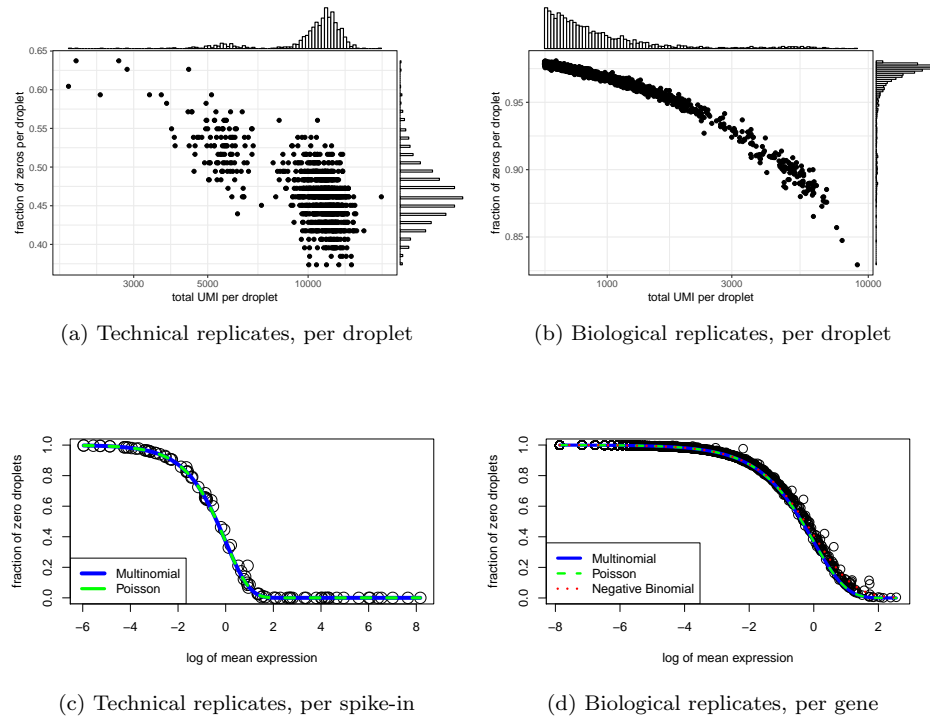 0.65
0.60
0.55
0.50
0.45
0.40
fraction of zeros per droplet
3000 5000 10000
total UMI per droplet
0.95
0.90
0.85
fraction of zeros per droplet
1000 3000 10000
total UMI per droplet
(a) Technical replicates, per droplet
(b) Biological replicates, per droplet
1.0
0.8
0.6
0.4
0.2
0.0
fraction of zero droplets
Multinomial
Poisson
−6 −4 −2 0 2 4 6 8
log of mean expression
1.0
0.8
0.6
0.4
0.2
0.0
fraction of zero droplets
Multinomial
Poisson
Negative Binomial
−8 −6 −4 −2 0 2
log of mean expression
(c) Technical replicates, per spike-in
(d) Biological replicates, per gene